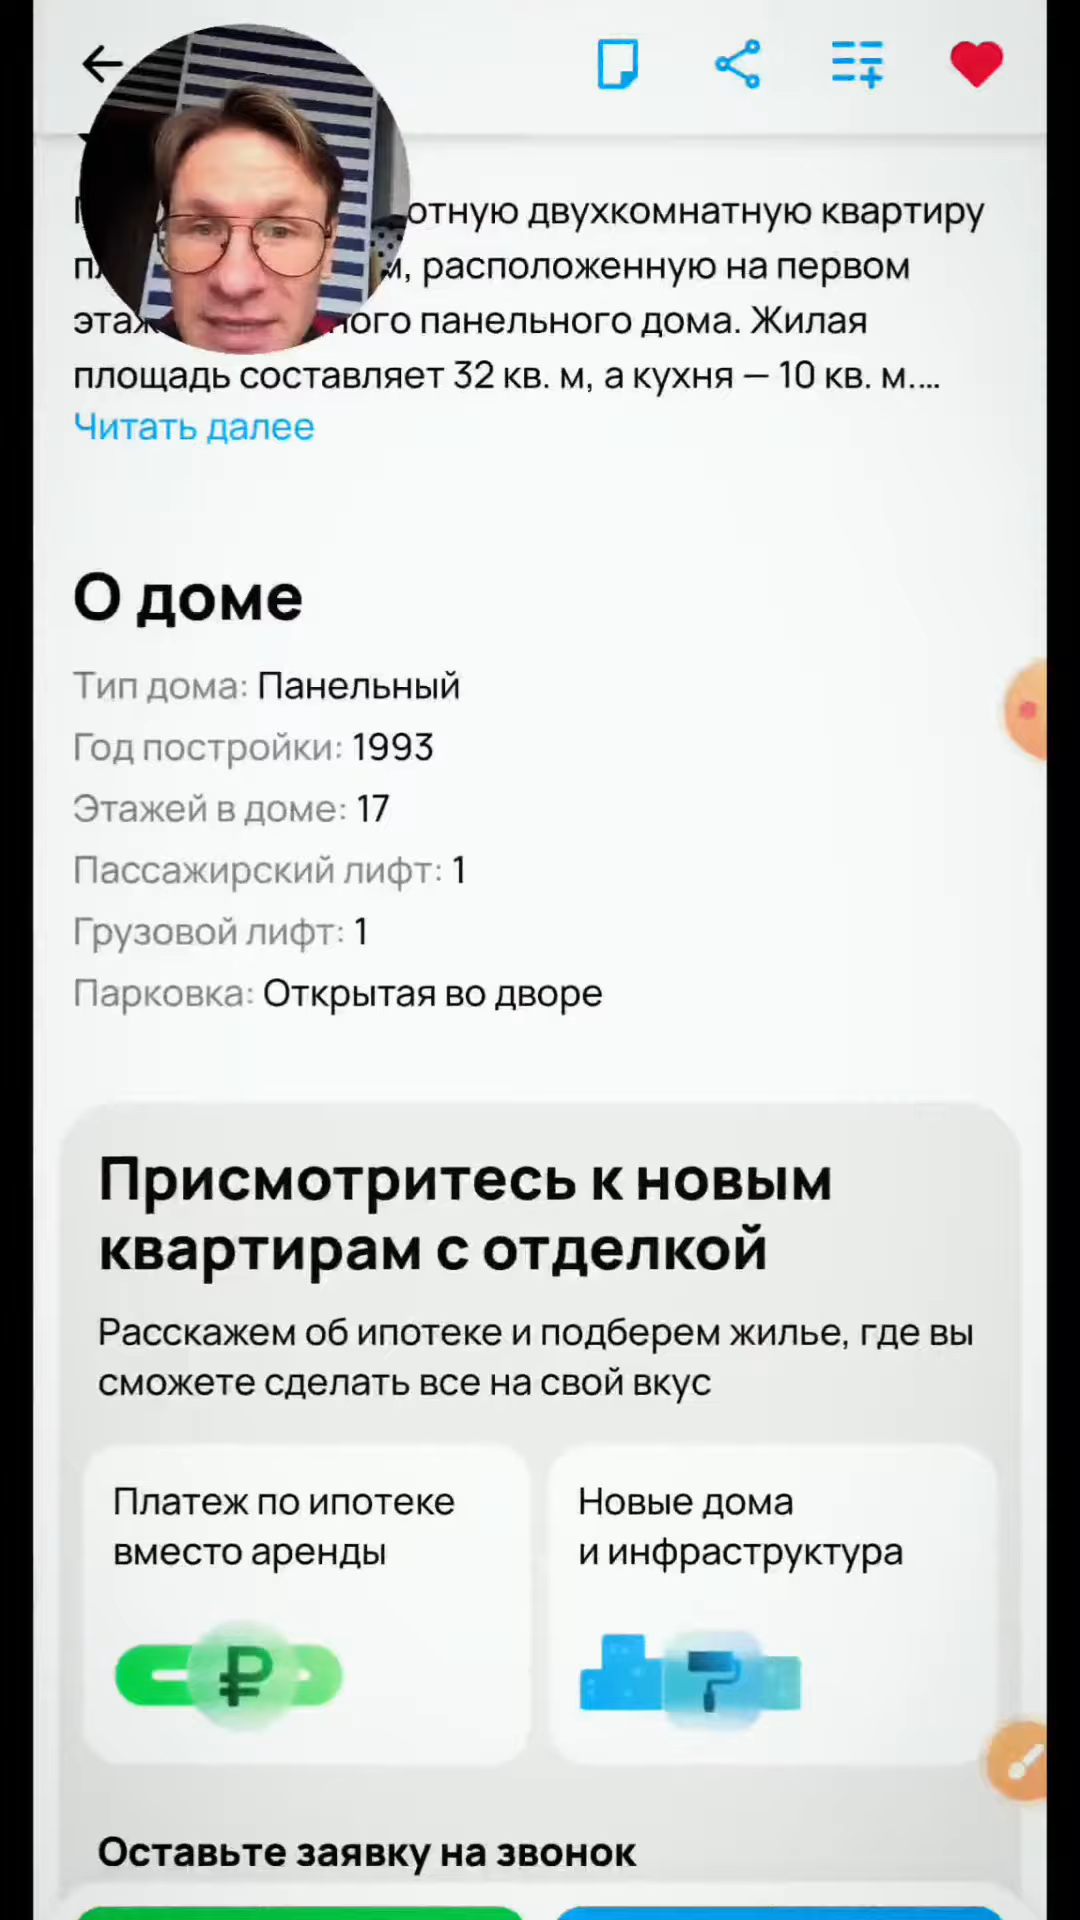 отную двухкомнатную квартиру
м, расположенную на первом
ного панельного дома. Жилая
площадь составляет 32 кв. м, а кухня — 10 кв. м....
Читать далее
О доме
Тип дома: Панельный
Год постройки: 1993
Этажей в доме: 17
Пассажирский лифт: 1
Грузовой лифт: 1
Парковка: Открытая во дворе
Присмотритесь к новым
квартирам с отделкой
Расскажем об ипотеке и подберем жилье, где вы
сможете сделать все на свой вкус
Платеж по ипотеке
вместо аренды
Новые дома
и инфраструктура
₽
Оставьте заявку на звонок